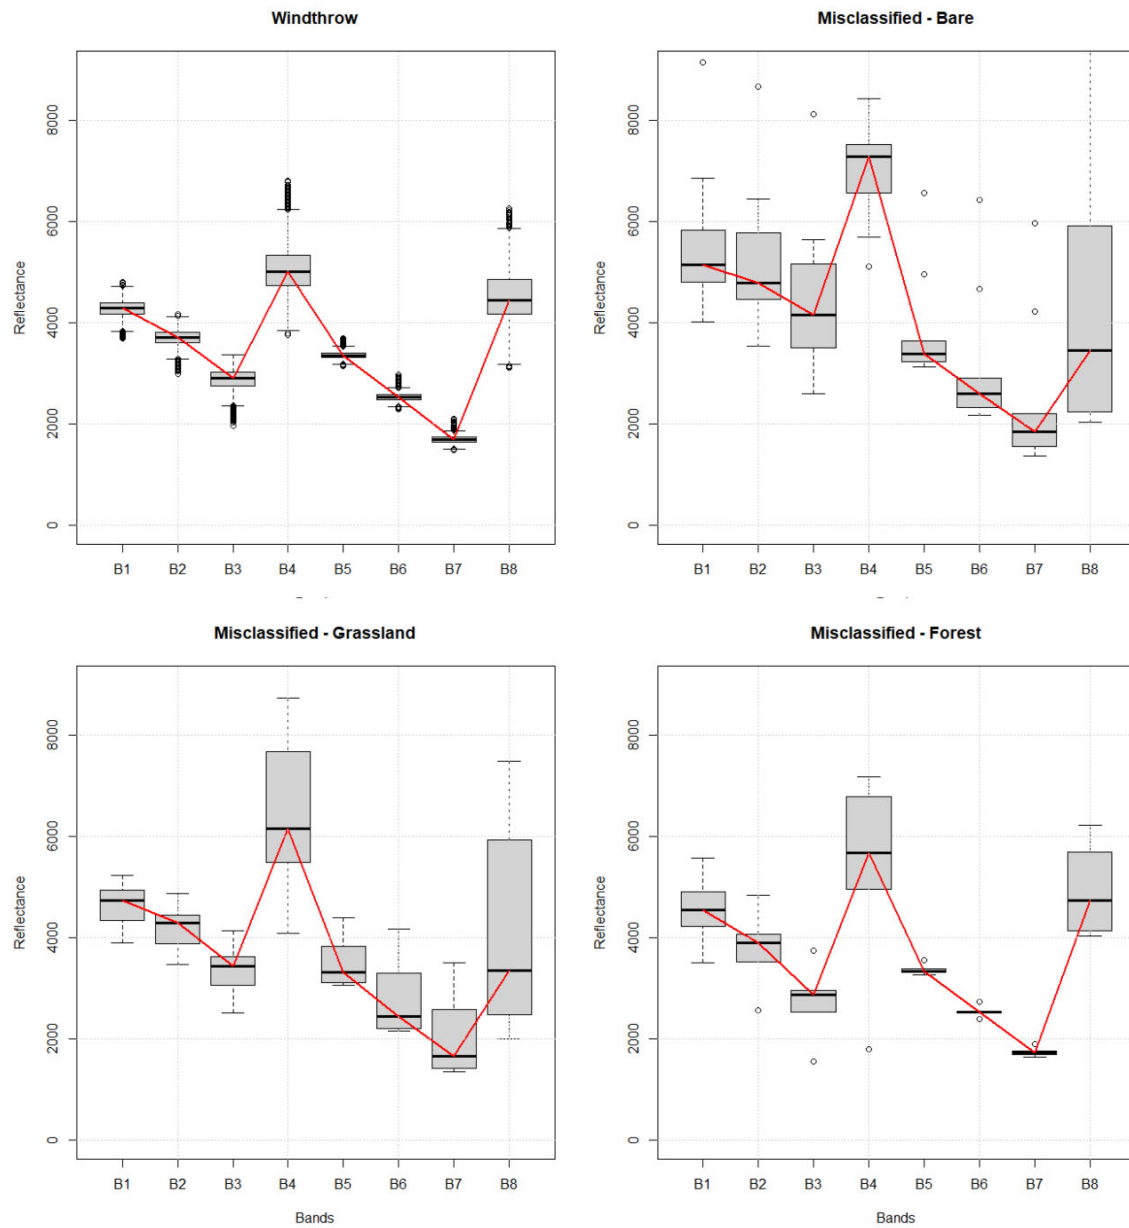 Windthrow
Reflectance
8000
6000
4000
2000
0
B1 B2 B3 B4 B5 B6 B7 B8
Misclassified - Bare
Reflectance
8000
6000
4000
2000
0
B1 B2 B3 B4 B5 B6 B7 B8
Misclassified - Grassland
Reflectance
8000
6000
4000
2000
0
B1 B2 B3 B4 B5 B6 B7 B8
Bands
Misclassified - Forest
Reflectance
8000
6000
4000
2000
0
B1 B2 B3 B4 B5 B6 B7 B8
Bands